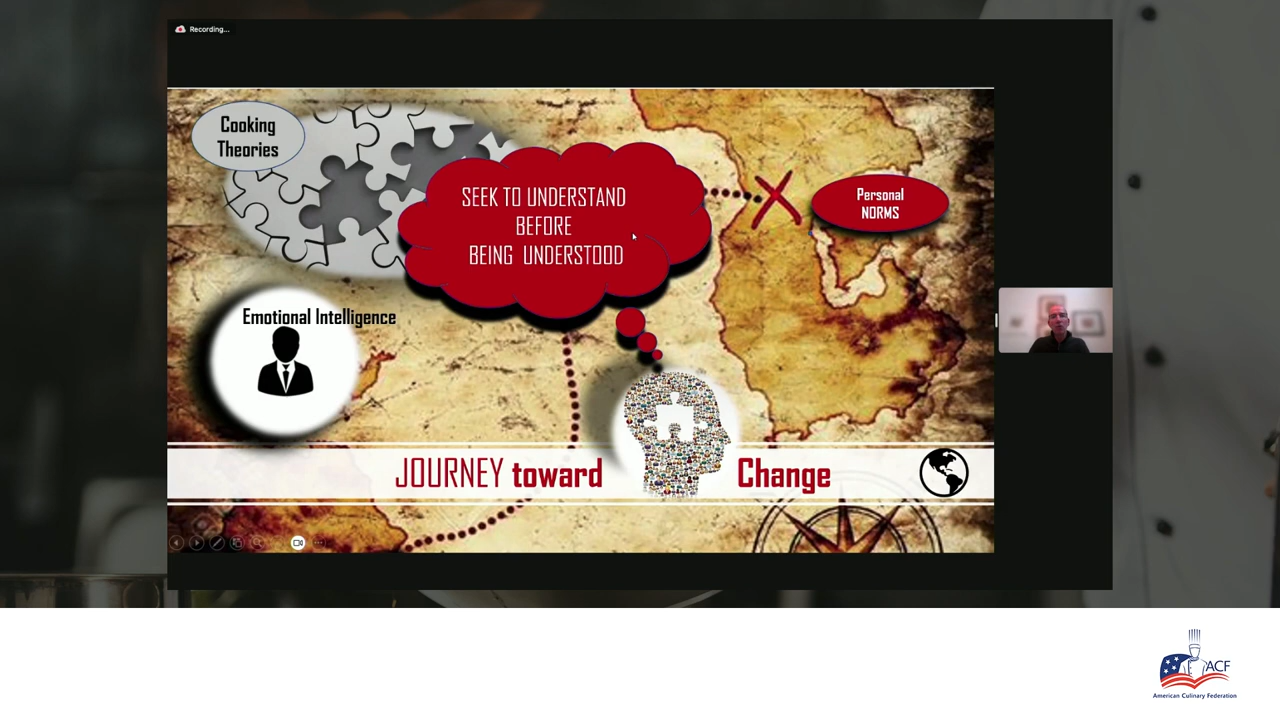 Recording...
Cooking
Theories
SEEK TO UNDERSTAND
BEFORE
BEING UNDERSTOOD
Personal
NORMS
Emotional Intelligence
JOURNEY toward Change
ACF
American Culinary Federation